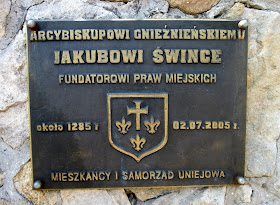 ARCYBISKUPOWI GNIEŹNIEŃSKIEMU
JAKUBOWI ŚWINCE
FUNDATOROWI PRAW MIEJSKICH
około 1285 r 02.07.2005 r.
MIESZKAŃCY I SAMORZĄD UNIEJOWA